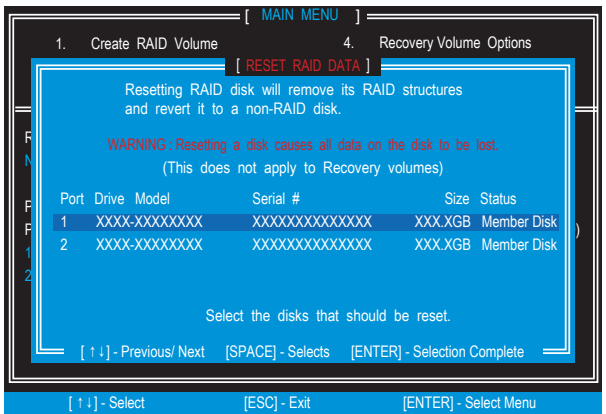 [ MAIN MENU ]
1. Create RAID Volume 4. Recovery Volume Options
[ RESET RAID DATA ]
Resetting RAID disk will remove its RAID structures
and revert it to a non-RAID disk.
WARNING : Resetting a disk causes all data on the disk to be lost.
(This does not apply to Recovery volumes)
Port Drive Model Serial # Size Status
1 XXXX-XXXXXXXX XXXXXXXXXXXXXX XXX.XGB Member Disk
2 XXXX-XXXXXXXX XXXXXXXXXXXXXX XXX.XGB Member Disk
Select the disks that should be reset.
[ ↑↓] - Previous/ Next [SPACE] - Selects [ENTER] - Selection Complete
[ ↑↓] - Select [ESC] - Exit [ENTER] - Select Menu